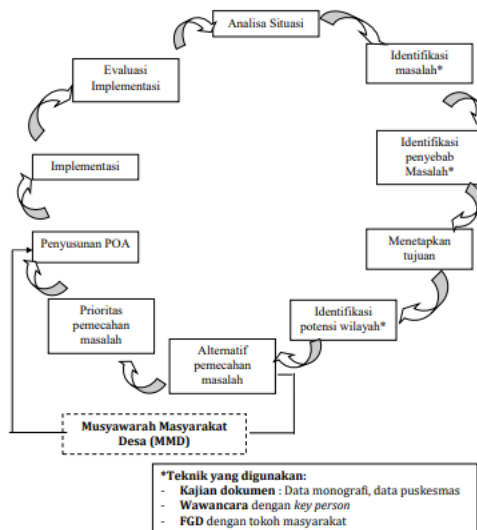 Analisa Situasi
Identifikasi
masalah*
Identifikasi
penyebab
Masalah*
Menetapkan
tujuan
Identifikasi
potensi wilayah*
Alternatif
pemecahan
masalah
Prioritas
pemecahan
masalah
Penyusunan POA
Implementasi
Evaluasi
Implementasi
Musyawarah Masyarakat
Desa (MMD)
*Teknik yang digunakan:
- Kajian dokumen : Data monografi, data puskesmas
- Wawancara dengan key person
- FGD dengan tokoh masyarakat